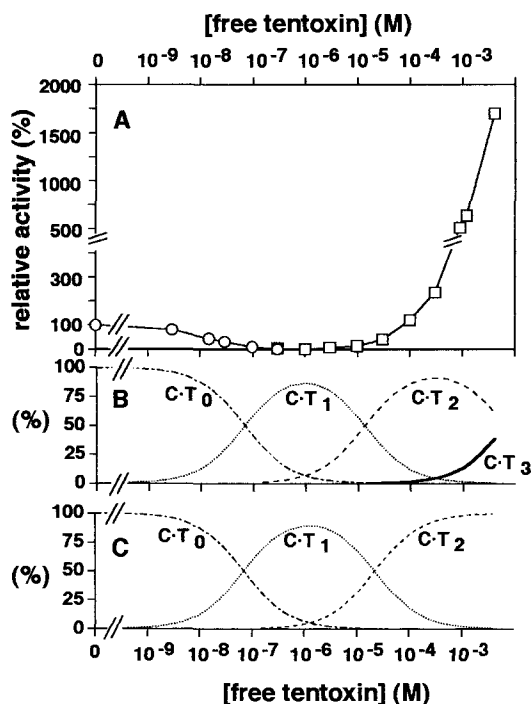 [free tentoxin] (M)
0 10⁻⁹ 10⁻⁸ 10⁻⁷ 10⁻⁶ 10⁻⁵ 10⁻⁴ 10⁻³
relative activity (%)
2000
1500
1000
500
300
100
0
A
100
75
50
25
0
(%)
B
C·T₀
C·T₁
C·T₂
C·T₃
100
75
50
25
0
(%)
C
C·T₀
C·T₁
C·T₂
0 10⁻⁹ 10⁻⁸ 10⁻⁷ 10⁻⁶ 10⁻⁵ 10⁻⁴ 10⁻³
[free tentoxin] (M)